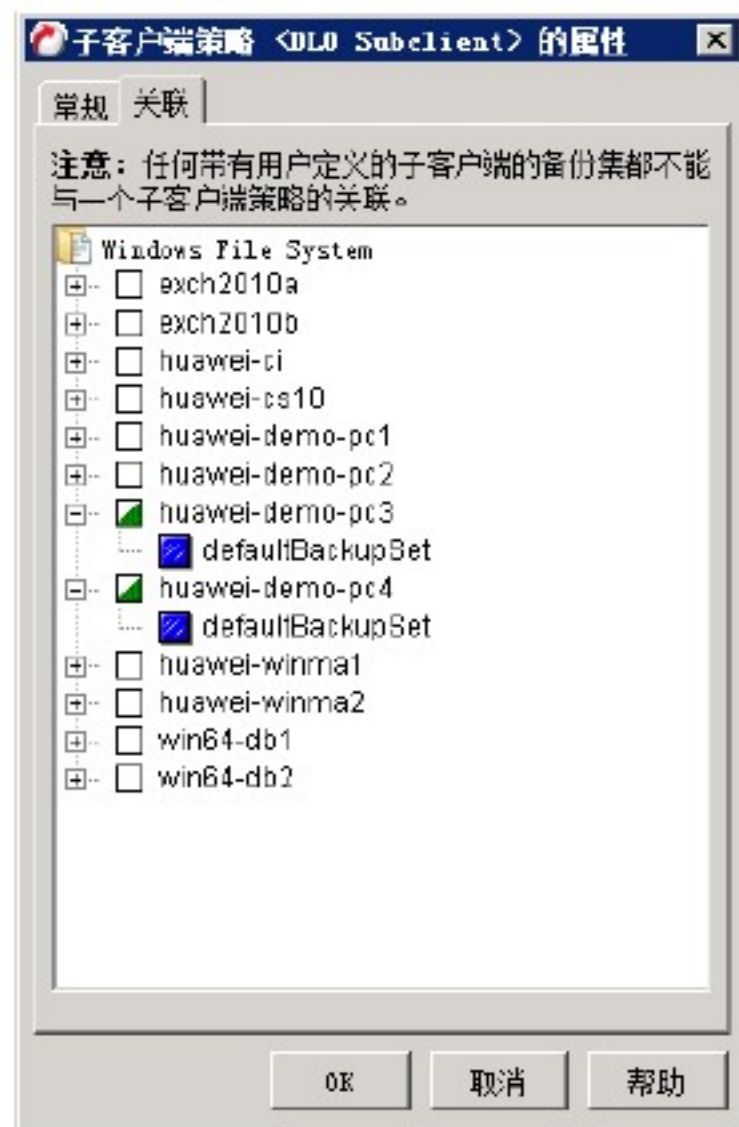 子客户端策略 <DLO Subclient> 的属性
常规 关联
注意：任何带有用户定义的子客户端的备份集都不能
与一个子客户端策略的关联。
Windows File System
exch2010a
exch2010b
huawei-ci
huawei-cs10
huawei-demo-pc1
huawei-demo-pc2
huawei-demo-pc3
defaultBackupSet
huawei-demo-pc4
defaultBackupSet
huawei-winma1
huawei-winma2
win64-db1
win64-db2
OK 取消 帮助